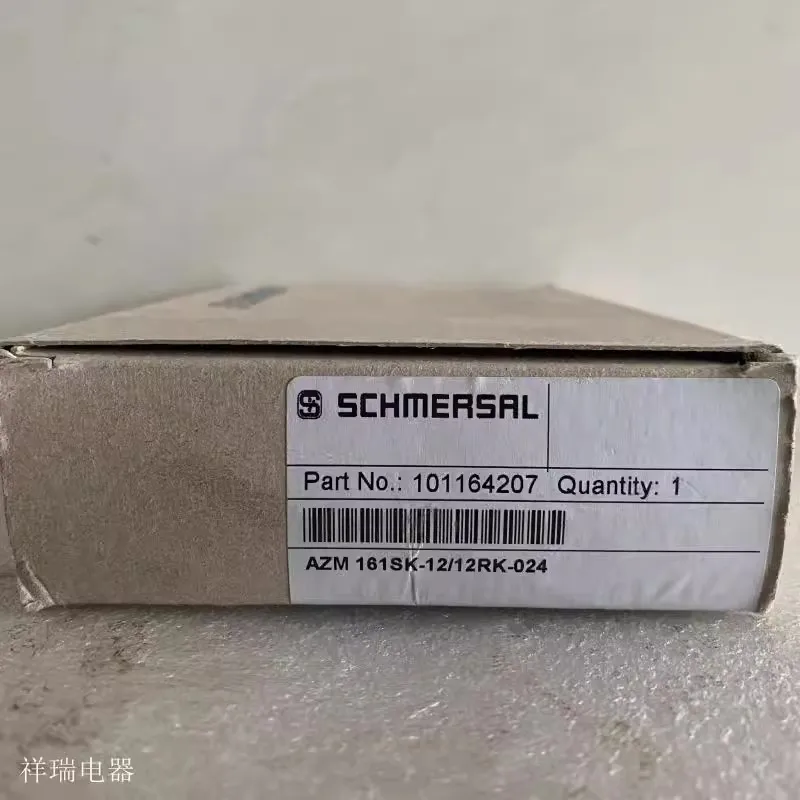 SCHMERSAL
Part No.: 101164207 Quantity: 1
AZM 161SK-12/12RK-024
祥瑞电器